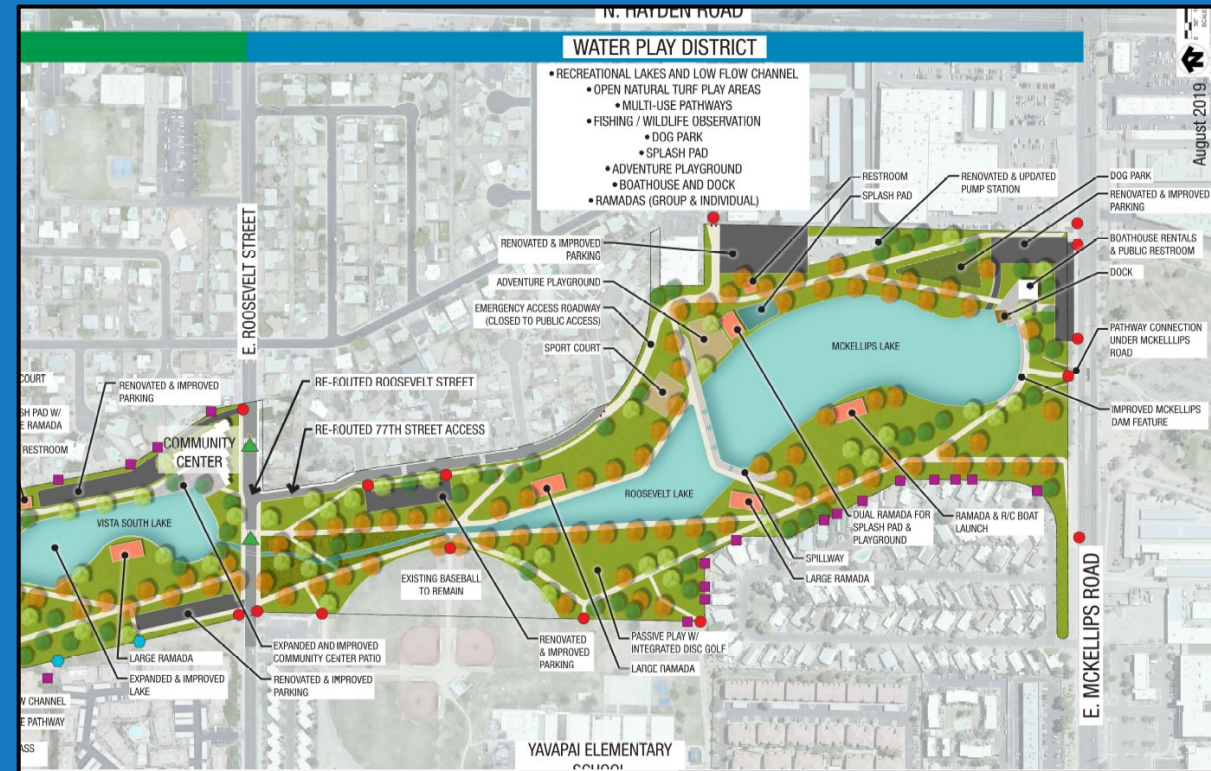 N. HAYDEN ROAD
WATER PLAY DISTRICT
• RECREATIONAL LAKES AND LOW FLOW CHANNEL
• OPEN NATURAL TURF PLAY AREAS
• MULTI-USE PATHWAYS
• FISHING / WILDLIFE OBSERVATION
• DOG PARK
• SPLASH PAD
• ADVENTURE PLAYGROUND
• BOATHOUSE AND DOCK
• RAMADAS (GROUP & INDIVIDUAL)
August 2019
E. ROOSEVELT STREET
RENOVATED & IMPROVED
PARKING
ADVENTURE PLAYGROUND
EMERGENCY ACCESS ROADWAY
(CLOSED TO PUBLIC ACCESS)
SPORT COURT
RESTROOM
SPLASH PAD
RENOVATED & UPDATED
PUMP STATION
DOG PARK
RENOVATED & IMPROVED
PARKING
BOATHOUSE RENTALS
& PUBLIC RESTROOM
DOCK
PATHWAY CONNECTION
UNDER MCKELLLIPS
ROAD
IMPROVED MCKELLIPS
DAM FEATURE
MCKELLIPS LAKE
COURT
SH PAD W/
E RAMADA
RESTROOM
RENOVATED & IMPROVED
PARKING
COMMUNITY
CENTER
RE-ROUTED ROOSEVELT STREET
RE-ROUTED 77TH STREET ACCESS
VISTA SOUTH LAKE
ROOSEVELT LAKE
DUAL RAMADA FOR
SPLASH PAD &
PLAYGROUND
RAMADA & R/C BOAT
LAUNCH
SPILLWAY
LARGE RAMADA
EXISTING BASEBALL
TO REMAIN
LARGE RAMADA
EXPANDED & IMPROVED
LAKE
EXPANDED AND IMPROVED
COMMUNITY CENTER PATIO
RENOVATED & IMPROVED
PARKING
RENOVATED
& IMPROVED
PARKING
PASSIVE PLAY W/
INTEGRATED DISC GOLF
LARGE RAMADA
W CHANNEL
E PATHWAY
ASS
E. MCKELLIPS ROAD
YAVAPAI ELEMENTARY
SCHOOL